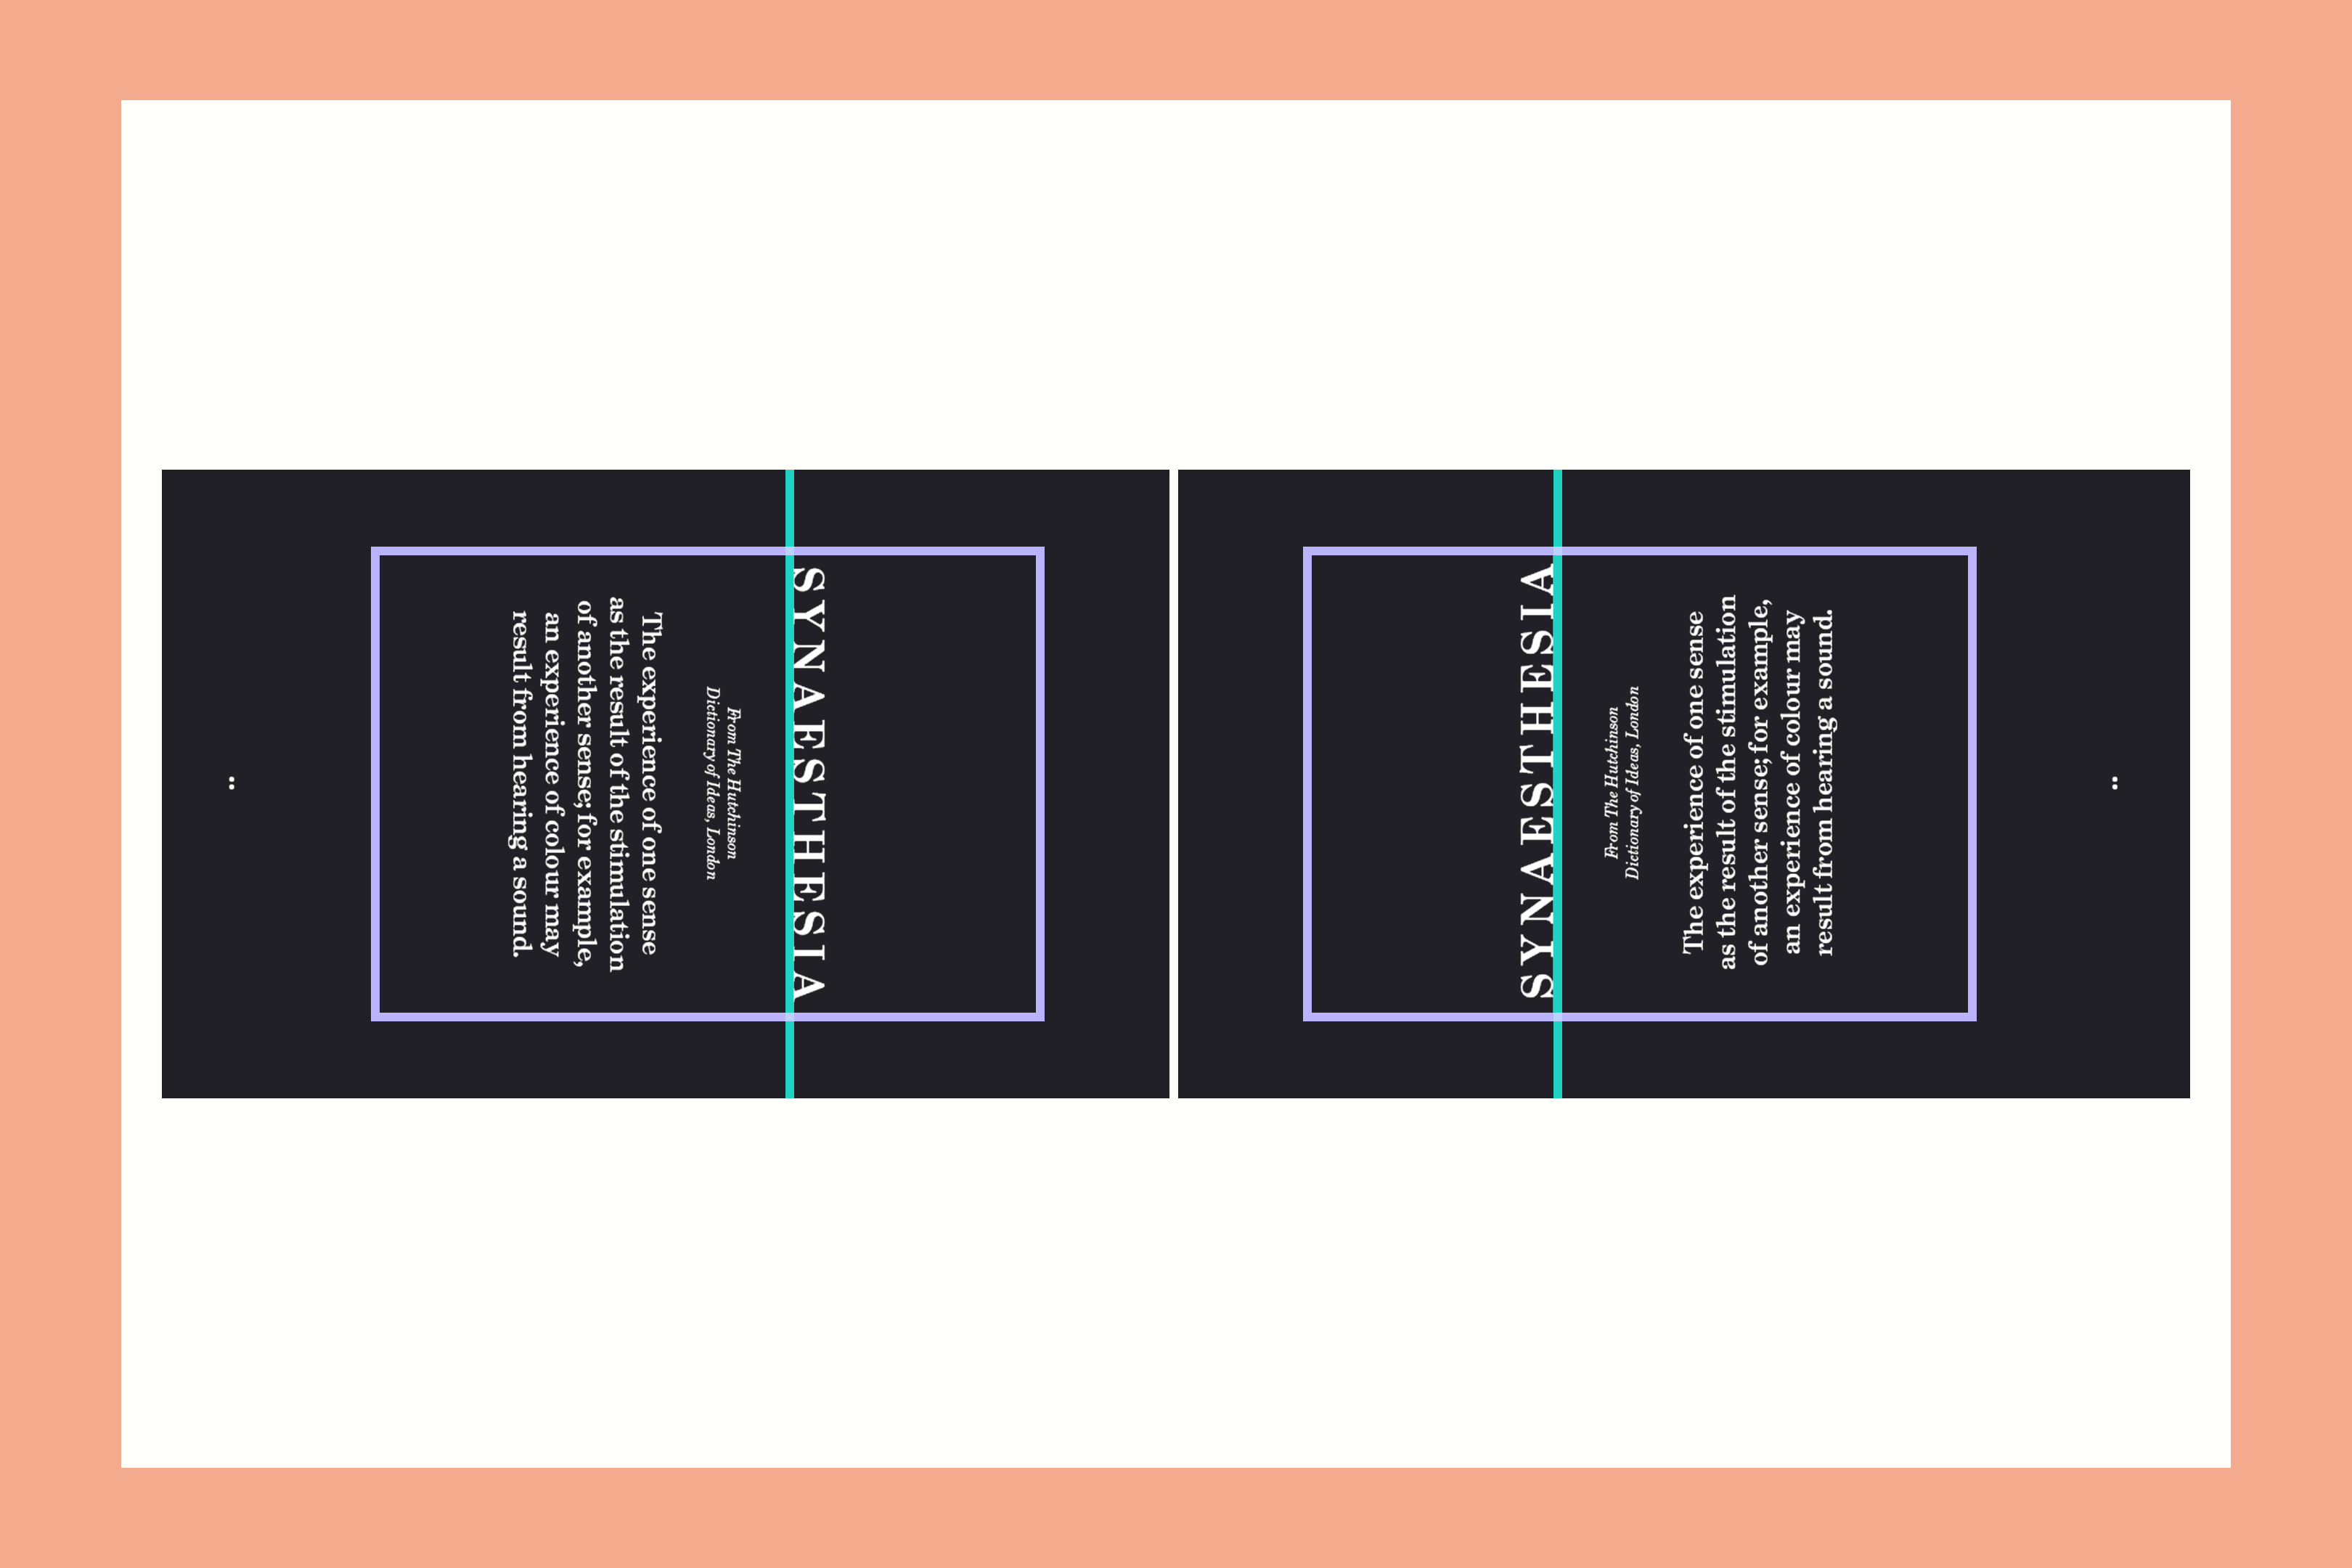 SYNAESTHESIA
From The Hutchinson
Dictionary of Ideas, London
The experience of one sense
as the result of the stimulation
of another sense; for example,
an experience of colour may
result from hearing a sound.
SYNAESTHESIA
From The Hutchinson
Dictionary of Ideas, London
The experience of one sense
as the result of the stimulation
of another sense; for example,
an experience of colour may
result from hearing a sound.